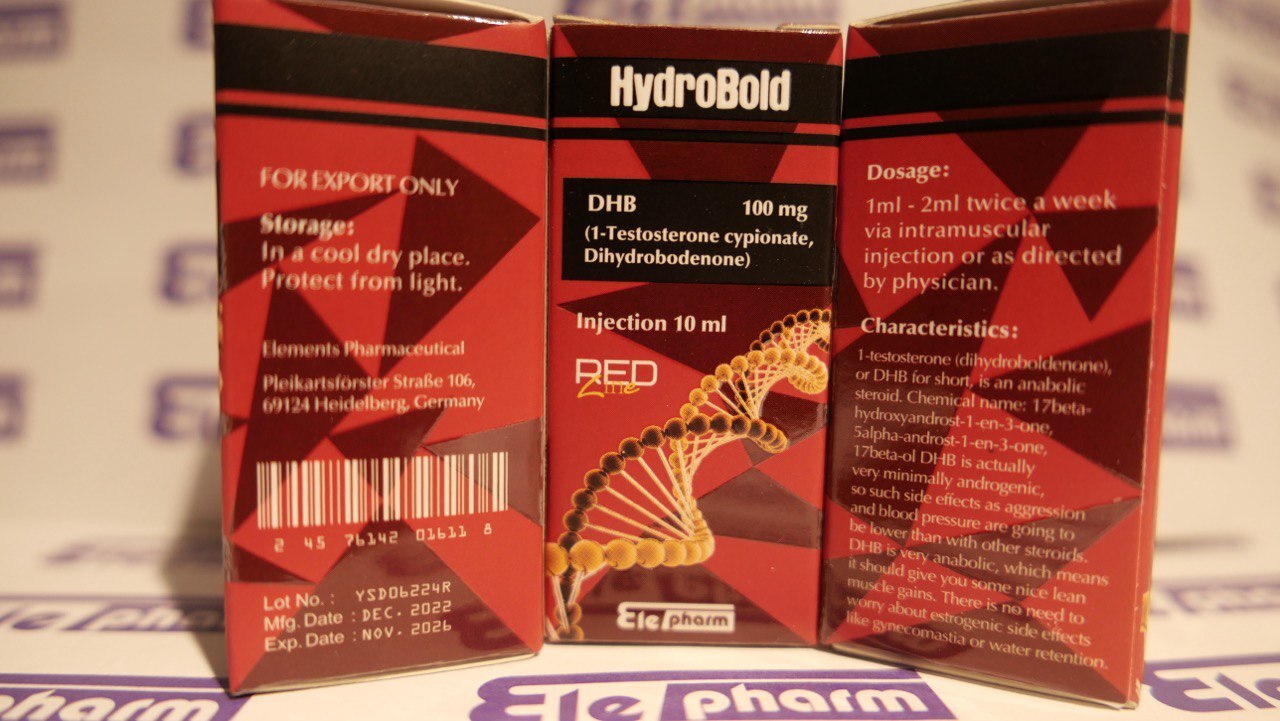 FOR EXPORT ONLY
Storage:
In a cool dry place.
Protect from light.
Elements Pharmaceutical
Pleikartsförster Straße 106,
69124 Heidelberg, Germany
2 45 76142 01611 8
Lot No.: YSD06224R
Mfg. Date : DEC. 2022
Exp. Date : NOV. 2026
HydroBold
DHB 100 mg
(1-Testosterone cypionate,
Dihydrobodenone)
Injection 10 ml
RED
Line
Ele pharm
Dosage:
1ml - 2ml twice a week
via intramuscular
injection or as directed
by physician.
Characteristics:
1-testosterone (dihydroboldenone),
or DHB for short, is an anabolic
steroid. Chemical name: 17beta-
hydroxyandrost-1-en-3-one,
5alpha-androst-1-en-3-one,
17beta-ol DHB is actually
very minimally androgenic,
so such side effects as aggression
and blood pressure are going to
be lower than with other steroids.
DHB is very anabolic, which means
it should give you some nice lean
muscle gains. There is no need to
worry about estrogenic side effects
like gynecomastia or water retention.
Ele pharm
Ele pharm